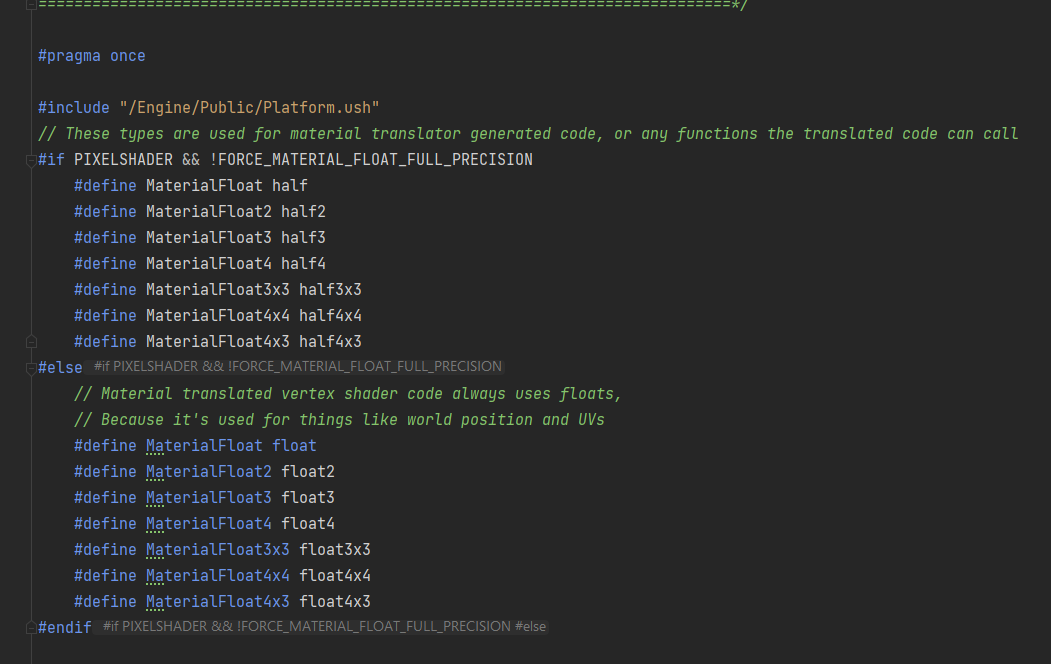 =============================================================================*/
#pragma once
#include "/Engine/Public/Platform.ush"
// These types are used for material translator generated code, or any functions the translated code can call
#if PIXELSHADER && !FORCE_MATERIAL_FLOAT_FULL_PRECISION
    #define MaterialFloat half
    #define MaterialFloat2 half2
    #define MaterialFloat3 half3
    #define MaterialFloat4 half4
    #define MaterialFloat3x3 half3x3
    #define MaterialFloat4x4 half4x4
    #define MaterialFloat4x3 half4x3
#else #if PIXELSHADER && !FORCE_MATERIAL_FLOAT_FULL_PRECISION
    // Material translated vertex shader code always uses floats,
    // Because it's used for things like world position and UVs
    #define MaterialFloat float
    #define MaterialFloat2 float2
    #define MaterialFloat3 float3
    #define MaterialFloat4 float4
    #define MaterialFloat3x3 float3x3
    #define MaterialFloat4x4 float4x4
    #define MaterialFloat4x3 float4x3
#endif #if PIXELSHADER && !FORCE_MATERIAL_FLOAT_FULL_PRECISION #else